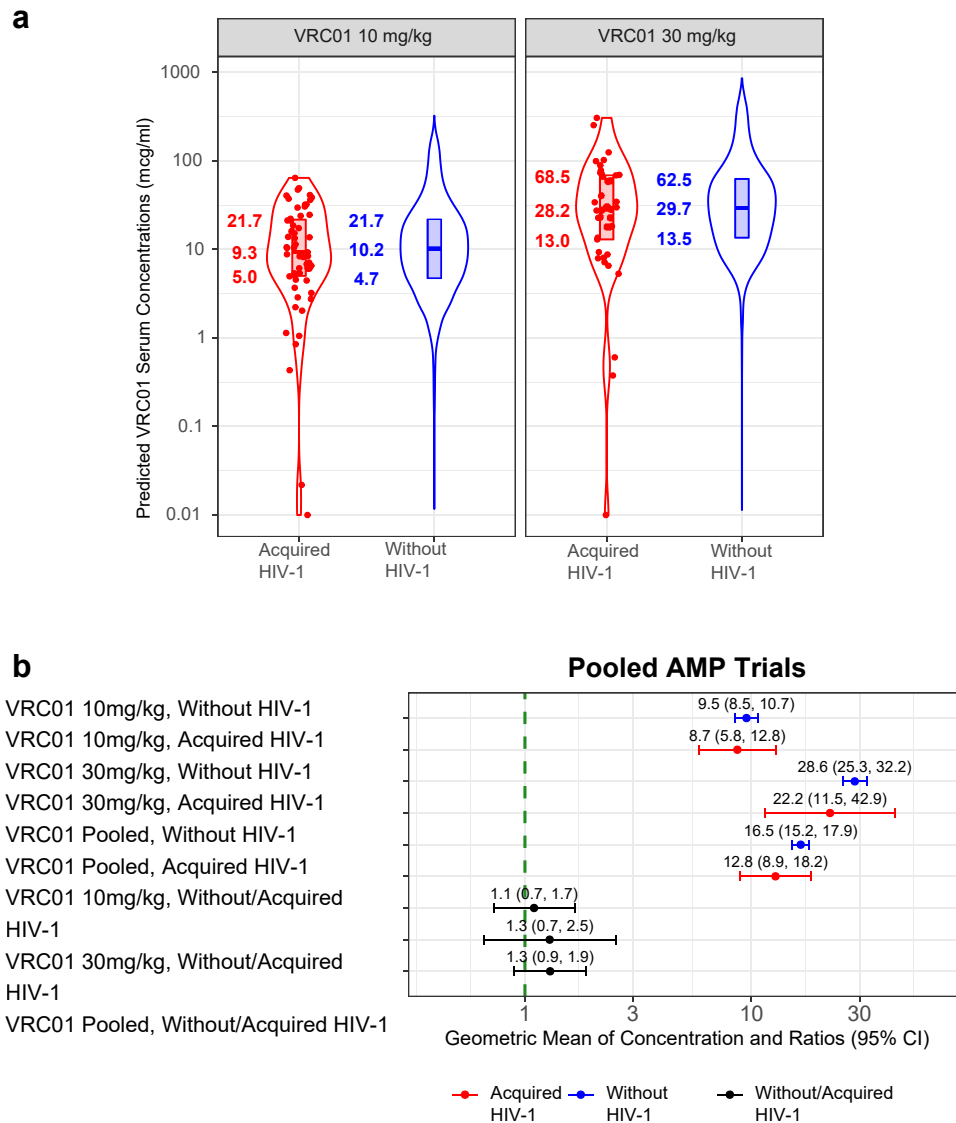 a
VRC01 10 mg/kg
VRC01 30 mg/kg
Predicted VRC01 Serum Concentrations (mcg/ml)
1000
100
10
1
0.1
0.01
21.7
9.3
5.0
21.7
10.2
4.7
68.5
28.2
13.0
62.5
29.7
13.5
Acquired
HIV-1
Without
HIV-1
Acquired
HIV-1
Without
HIV-1
b
Pooled AMP Trials
VRC01 10mg/kg, Without HIV-1
VRC01 10mg/kg, Acquired HIV-1
VRC01 30mg/kg, Without HIV-1
VRC01 30mg/kg, Acquired HIV-1
VRC01 Pooled, Without HIV-1
VRC01 Pooled, Acquired HIV-1
VRC01 10mg/kg, Without/Acquired
HIV-1
VRC01 30mg/kg, Without/Acquired
HIV-1
VRC01 Pooled, Without/Acquired HIV-1
9.5 (8.5, 10.7)
8.7 (5.8, 12.8)
28.6 (25.3, 32.2)
22.2 (11.5, 42.9)
16.5 (15.2, 17.9)
12.8 (8.9, 18.2)
1.1 (0.7, 1.7)
1.3 (0.7, 2.5)
1.3 (0.9, 1.9)
1 3 10 30
Geometric Mean of Concentration and Ratios (95% CI)
Acquired
HIV-1
Without
HIV-1
Without/Acquired
HIV-1